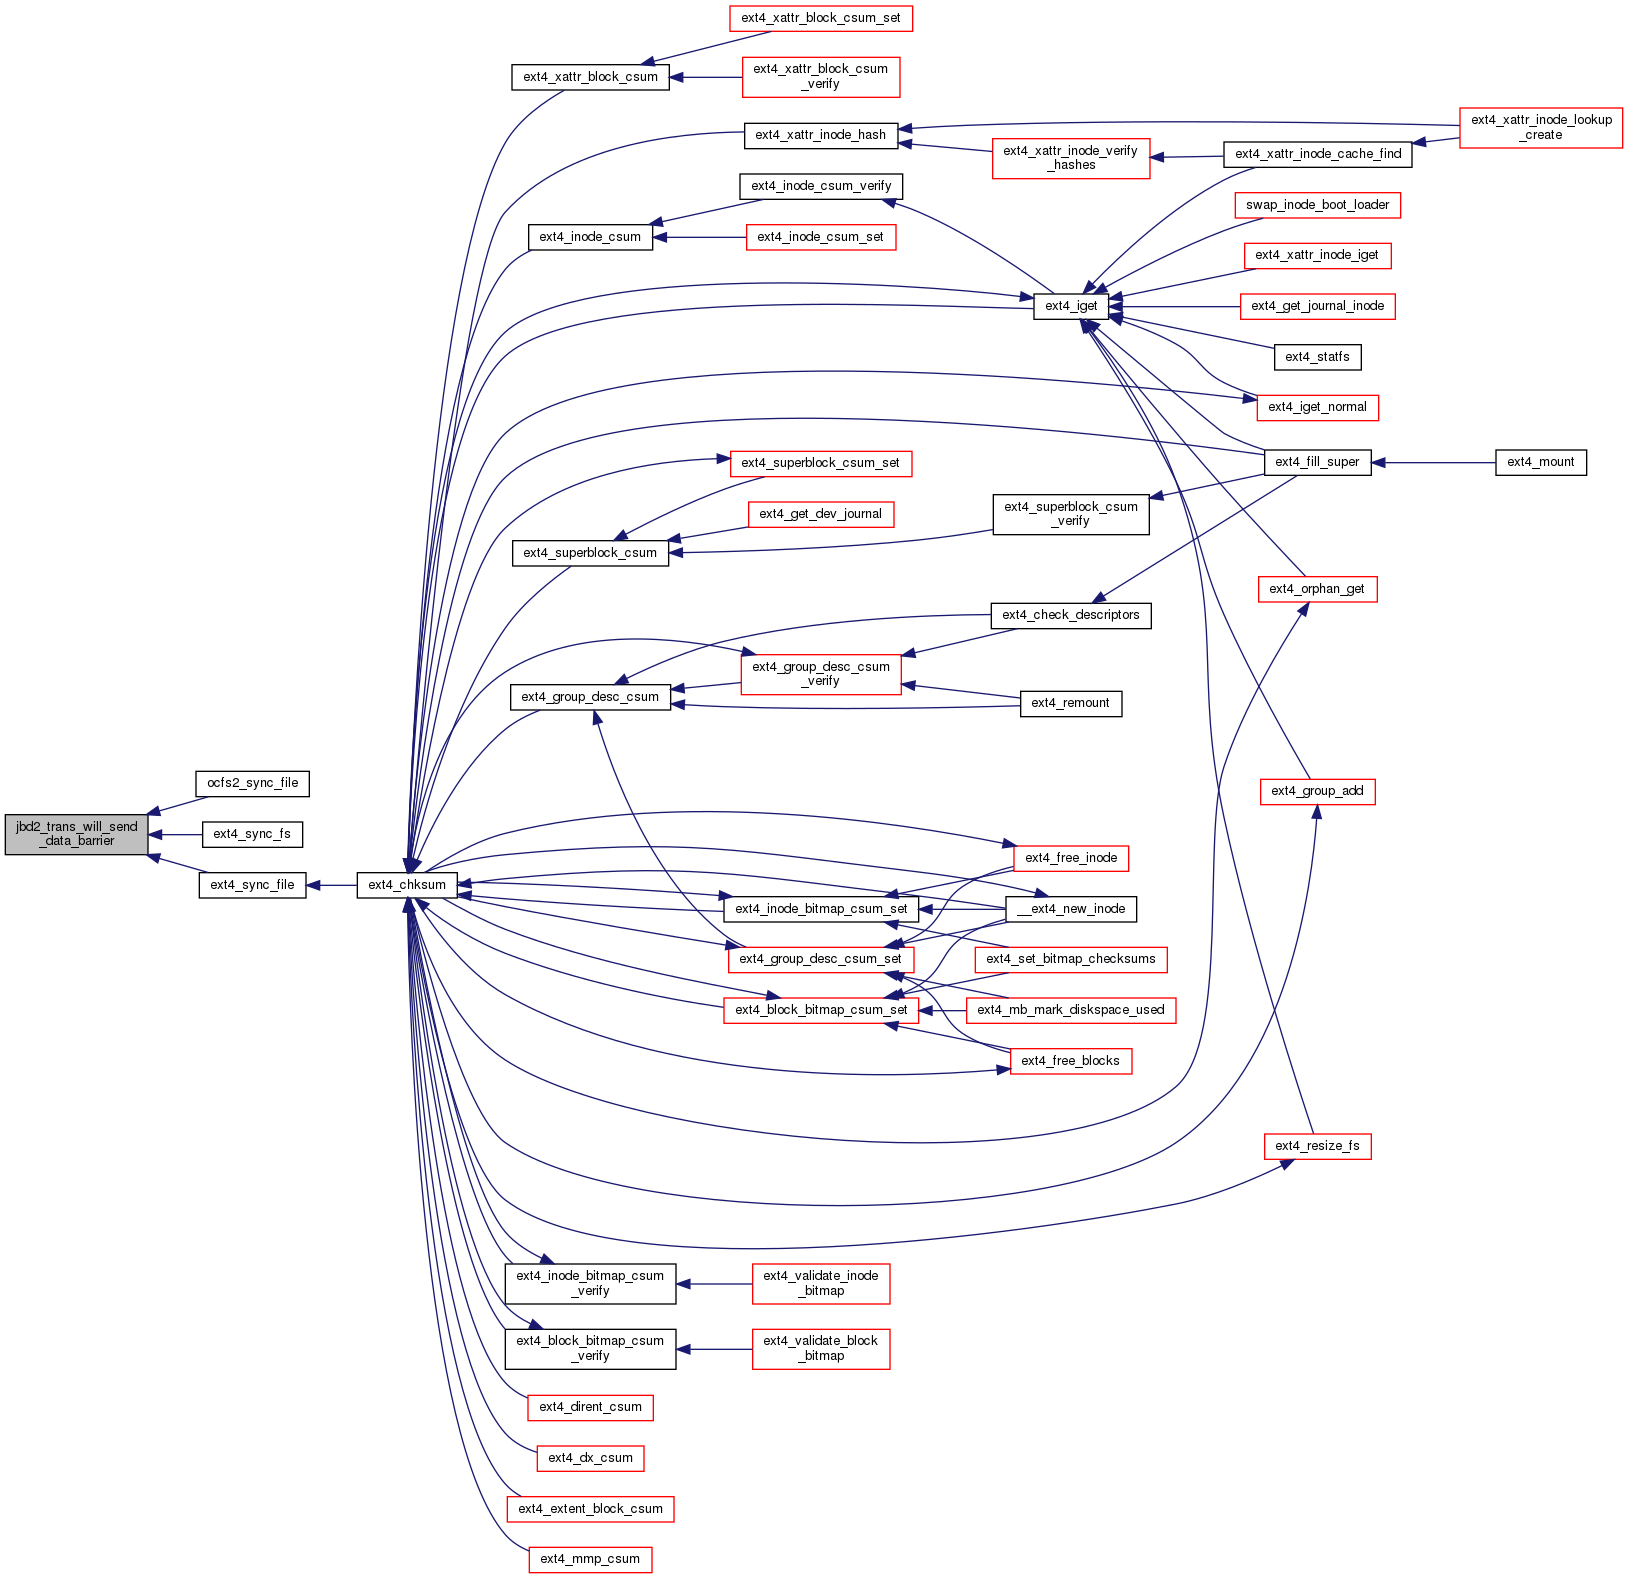 ext4_xattr_block_csum_set
ext4_xattr_block_csum
ext4_xattr_block_csum
_verify
ext4_xattr_inode_hash
ext4_xattr_inode_lookup
_create
ext4_xattr_inode_verify
_hashes
ext4_xattr_inode_cache_find
ext4_inode_csum_verify
swap_inode_boot_loader
ext4_inode_csum
ext4_inode_csum_set
ext4_xattr_inode_iget
ext4_iget
ext4_get_journal_inode
ext4_statfs
ext4_iget_normal
ext4_superblock_csum_set
ext4_fill_super
ext4_mount
ext4_superblock_csum
_verify
ext4_get_dev_journal
ext4_superblock_csum
ext4_orphan_get
ext4_check_descriptors
ext4_group_desc_csum
_verify
ext4_group_desc_csum
ext4_remount
ocfs2_sync_file
ext4_group_add
jbd2_trans_will_send
_data_barrier
ext4_sync_fs
ext4_sync_file
ext4_chksum
ext4_free_inode
ext4_inode_bitmap_csum_set
__ext4_new_inode
ext4_group_desc_csum_set
ext4_set_bitmap_checksums
ext4_block_bitmap_csum_set
ext4_mb_mark_diskspace_used
ext4_free_blocks
ext4_resize_fs
ext4_inode_bitmap_csum
_verify
ext4_validate_inode
_bitmap
ext4_block_bitmap_csum
_verify
ext4_validate_block
_bitmap
ext4_dirent_csum
ext4_dx_csum
ext4_extent_block_csum
ext4_mmp_csum